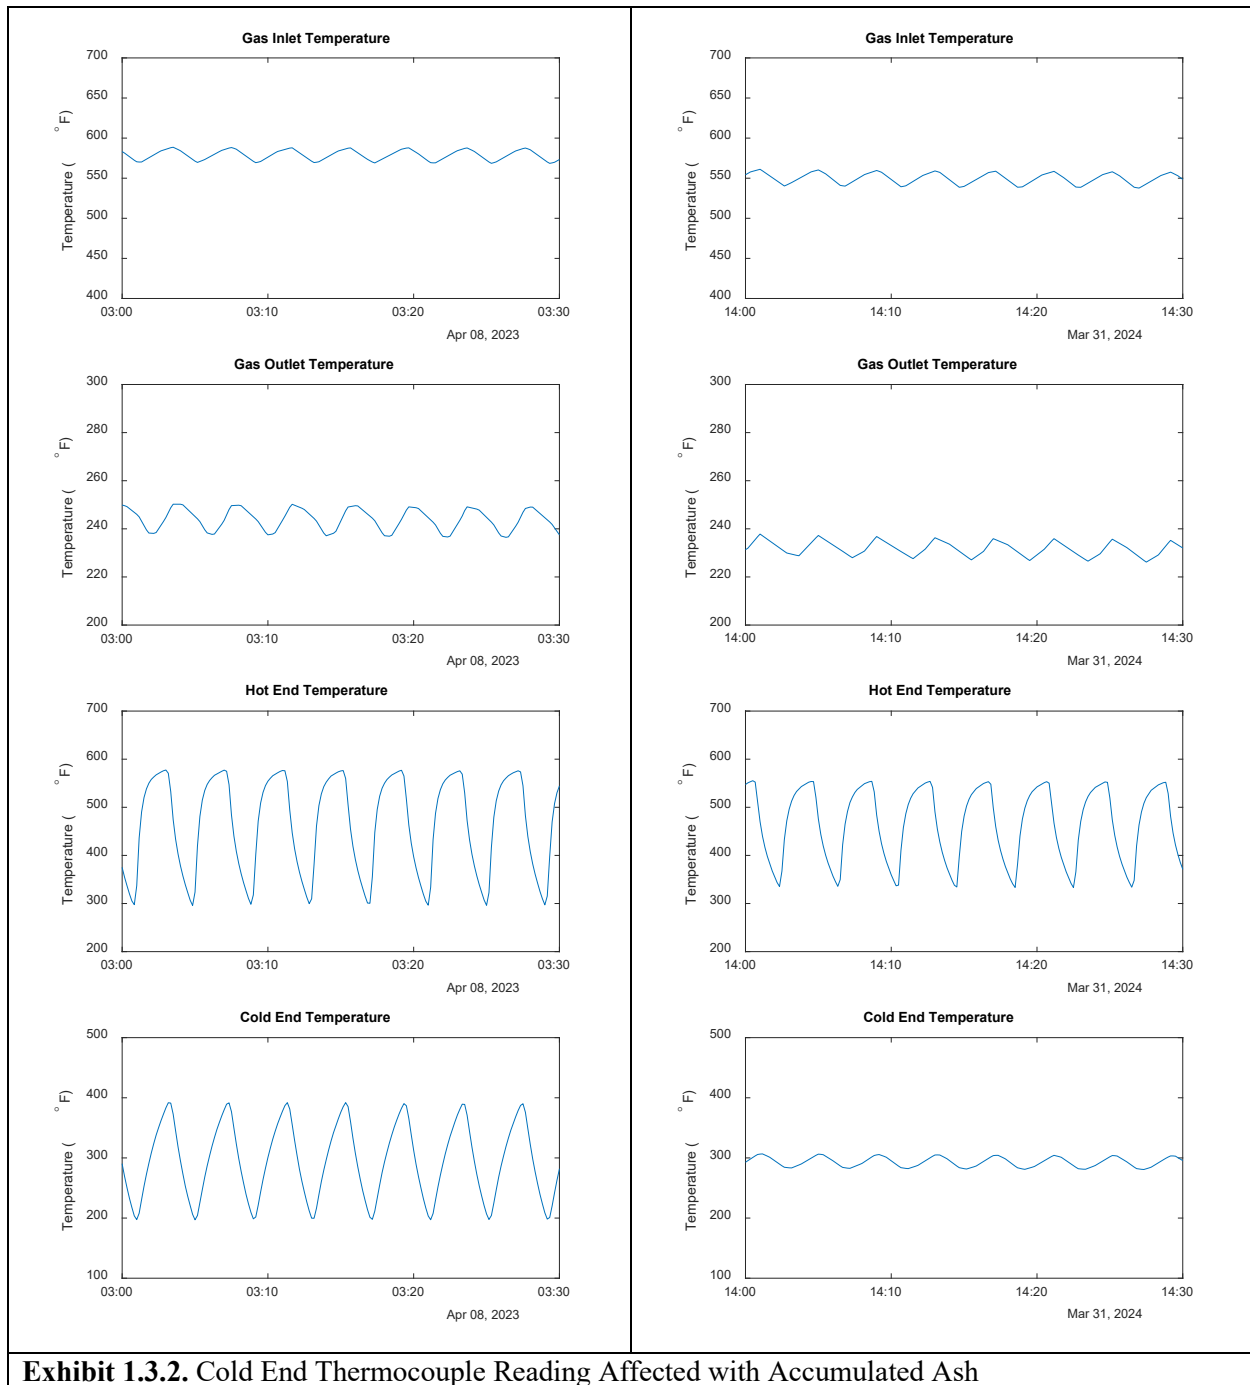 Gas Inlet Temperature
700
650
600
550
500
450
400
Temperature (°F)
03:00 03:10 03:20 03:30
Apr 08, 2023
Gas Outlet Temperature
300
280
260
240
220
200
Temperature (°F)
03:00 03:10 03:20 03:30
Apr 08, 2023
Hot End Temperature
700
600
500
400
300
200
Temperature (°F)
03:00 03:10 03:20 03:30
Apr 08, 2023
Cold End Temperature
500
400
300
200
100
Temperature (°F)
03:00 03:10 03:20 03:30
Apr 08, 2023
Gas Inlet Temperature
700
650
600
550
500
450
400
Temperature (°F)
14:00 14:10 14:20 14:30
Mar 31, 2024
Gas Outlet Temperature
300
280
260
240
220
200
Temperature (°F)
14:00 14:10 14:20 14:30
Mar 31, 2024
Hot End Temperature
700
600
500
400
300
200
Temperature (°F)
14:00 14:10 14:20 14:30
Mar 31, 2024
Cold End Temperature
500
400
300
200
100
Temperature (°F)
14:00 14:10 14:20 14:30
Mar 31, 2024
Exhibit 1.3.2. Cold End Thermocouple Reading Affected with Accumulated Ash